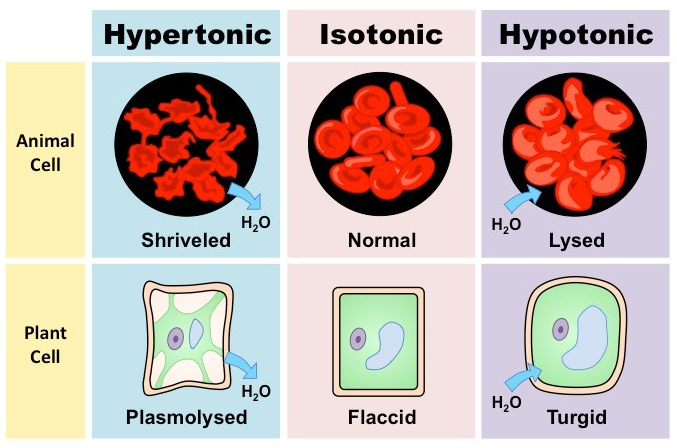 Hypertonic
Isotonic
Hypotonic
Animal
Cell
H₂O
Shriveled
Normal
H₂O
Lysed
Plant
Cell
H₂O
Plasmolysed
Flaccid
H₂O
Turgid